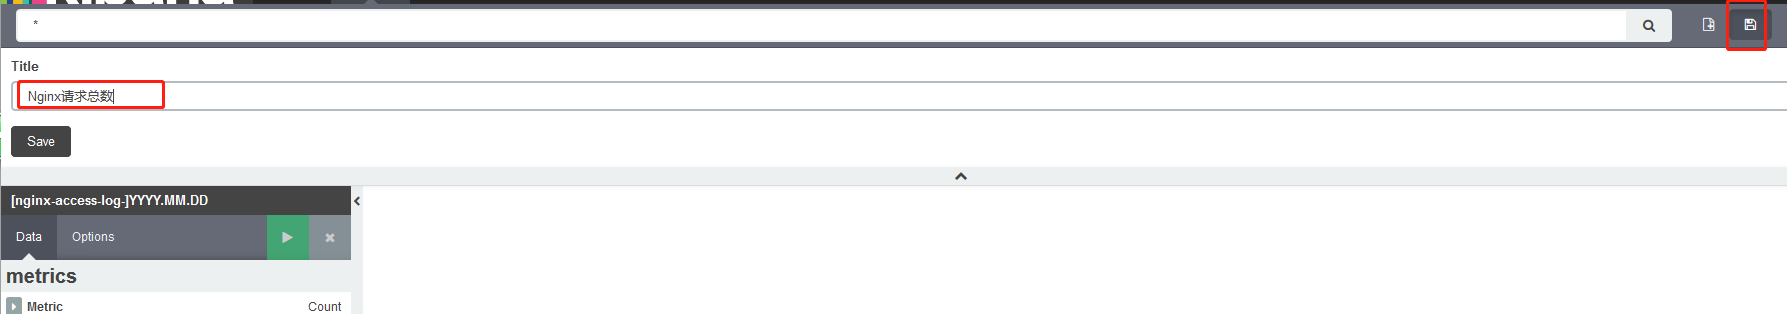 *
Title
Nginx请求总数
Save
[nginx-access-log-]YYYY.MM.DD
Data Options
metrics
Metric Count